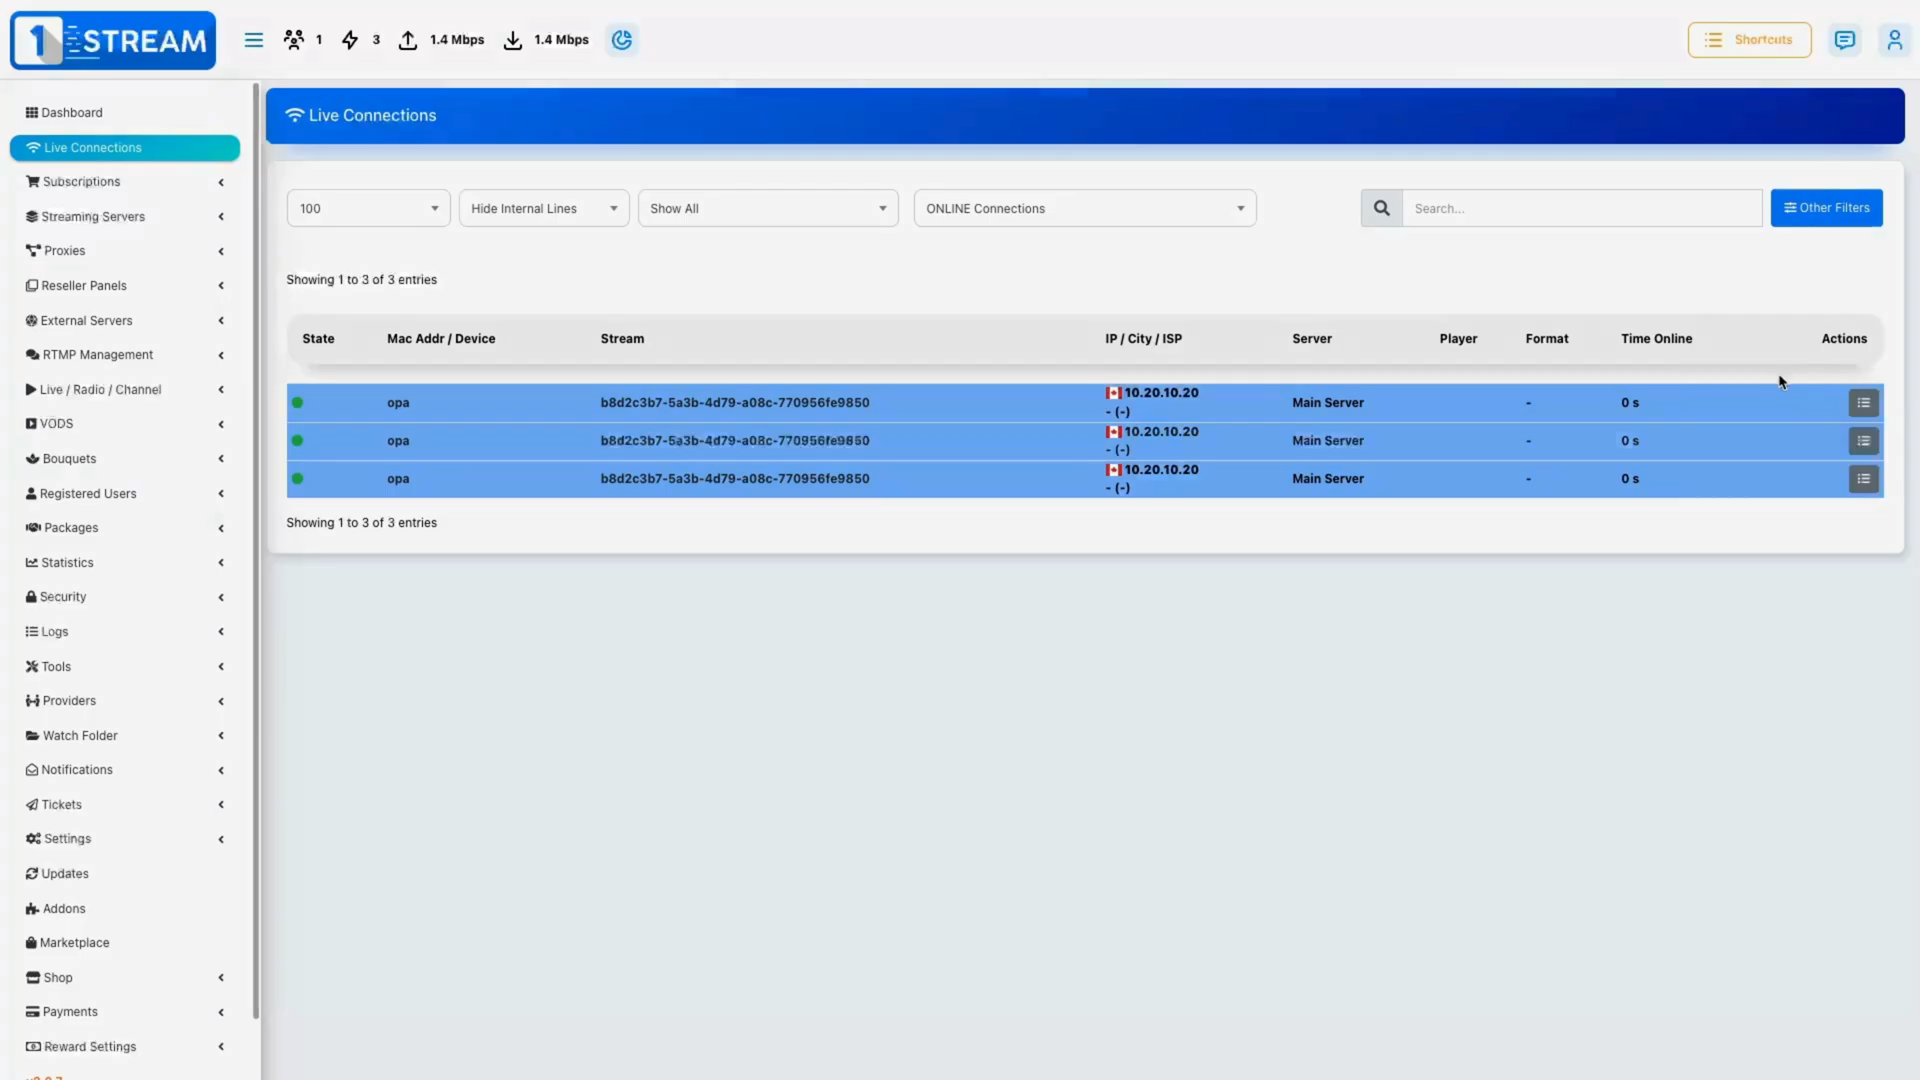 1 STREAM
1
3
1.4 Mbps
1.4 Mbps
Shortcuts
Dashboard
Live Connections
Subscriptions
Streaming Servers
Proxies
Reseller Panels
External Servers
RTMP Management
Live / Radio / Channel
VODS
Bouquets
Registered Users
Packages
Statistics
Security
Logs
Tools
Providers
Watch Folder
Notifications
Tickets
Settings
Updates
Addons
Marketplace
Shop
Payments
Reward Settings
Live Connections
100
Hide Internal Lines
Show All
ONLINE Connections
Search...
Other Filters
Showing 1 to 3 of 3 entries
State Mac Addr / Device Stream IP / City / ISP Server Player Format Time Online Actions
opa b8d2c3b7-5a3b-4d79-a08c-770956fe9850 10.20.10.20 Main Server - 0 s
- (-)
opa b8d2c3b7-5a3b-4d79-a08c-770956fe9850 10.20.10.20 Main Server - 0 s
- (-)
opa b8d2c3b7-5a3b-4d79-a08c-770956fe9850 10.20.10.20 Main Server - 0 s
- (-)
Showing 1 to 3 of 3 entries